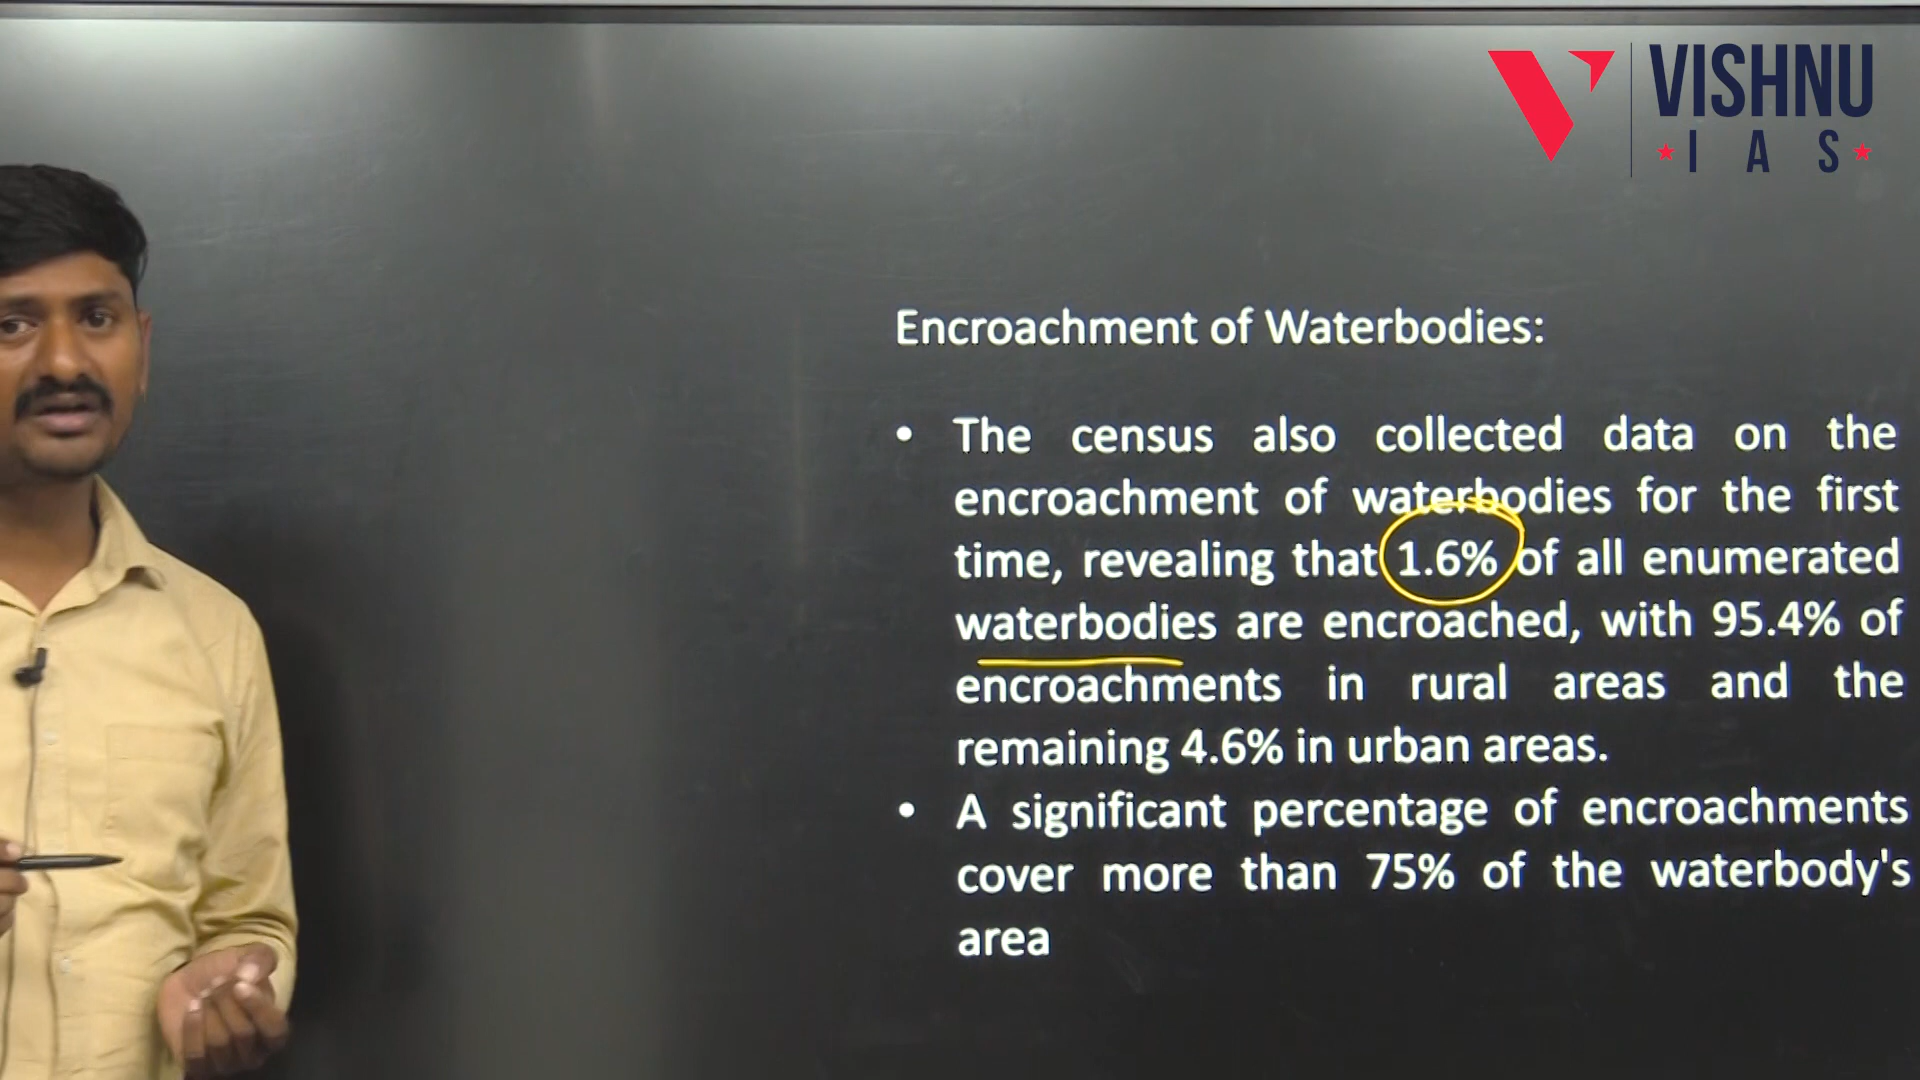 VISHNU
IAS
Encroachment of Waterbodies:
• The census also collected data on the
encroachment of waterbodies for the first
time, revealing that 1.6% of all enumerated
waterbodies are encroached, with 95.4% of
encroachments in rural areas and the
remaining 4.6% in urban areas.
• A significant percentage of encroachments
cover more than 75% of the waterbody's
area